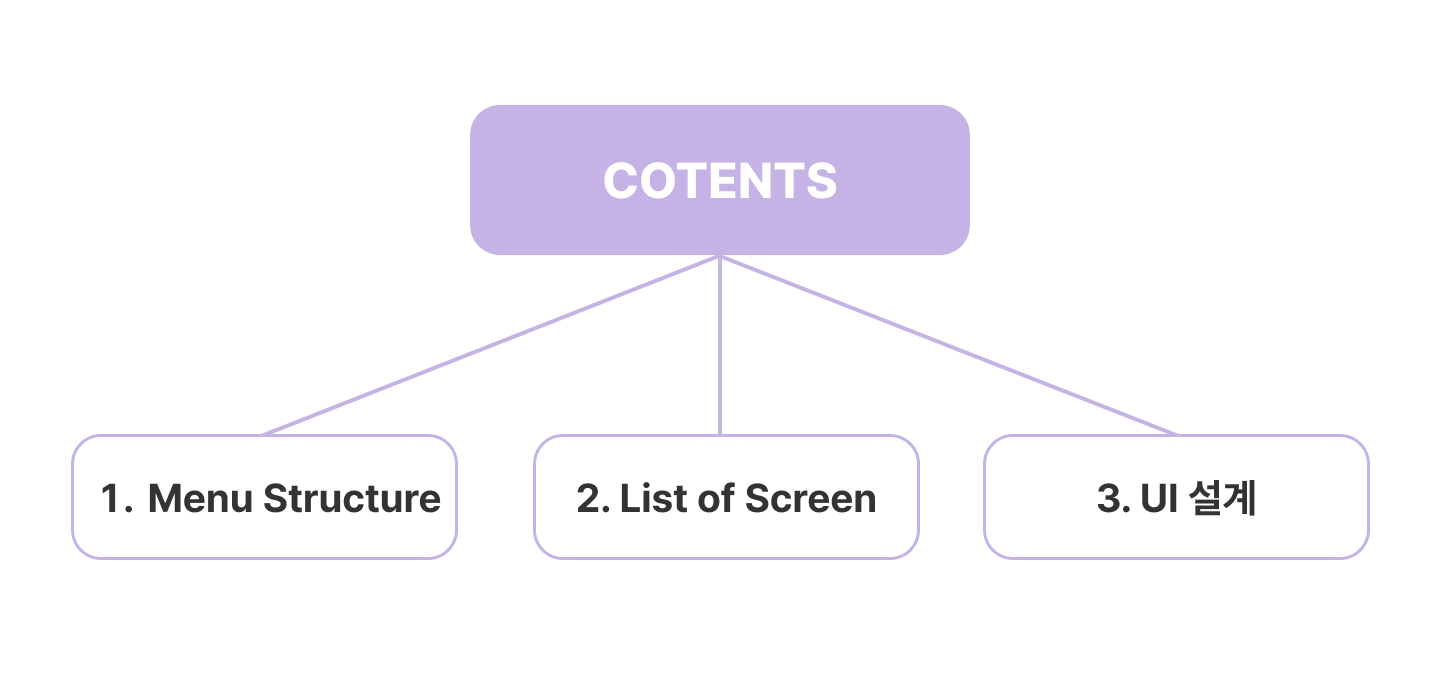 COTENTS
1. Menu Structure
2. List of Screen
3. UI 설계